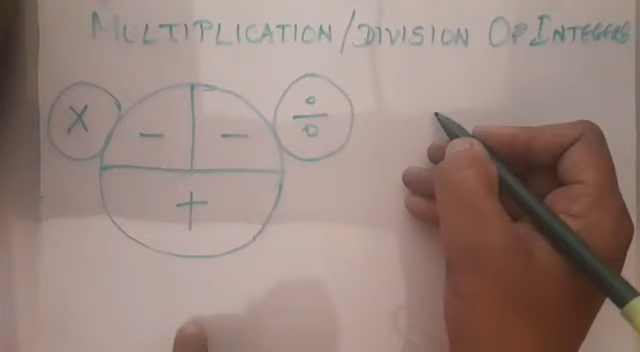 MULTIPLICATION/DIVISION OF INTEGERS
× - - ÷
+